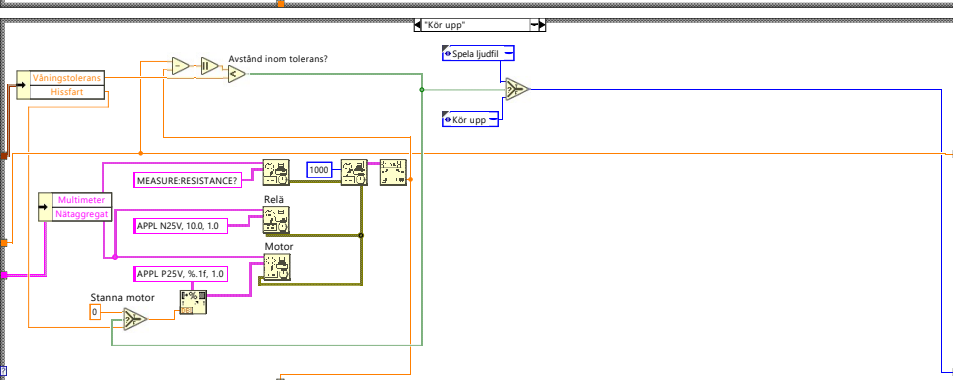 "Kör upp"
Avstånd inom tolerans?
Spela ljudfil
Våningstolerans
Hissfart
Kör upp
MEASURE:RESISTANCE?
1000
Multimeter
Nätaggregat
Relä
APPL N25V, 10.0, 1.0
Motor
APPL P25V, %.1f, 1.0
Stanna motor
0